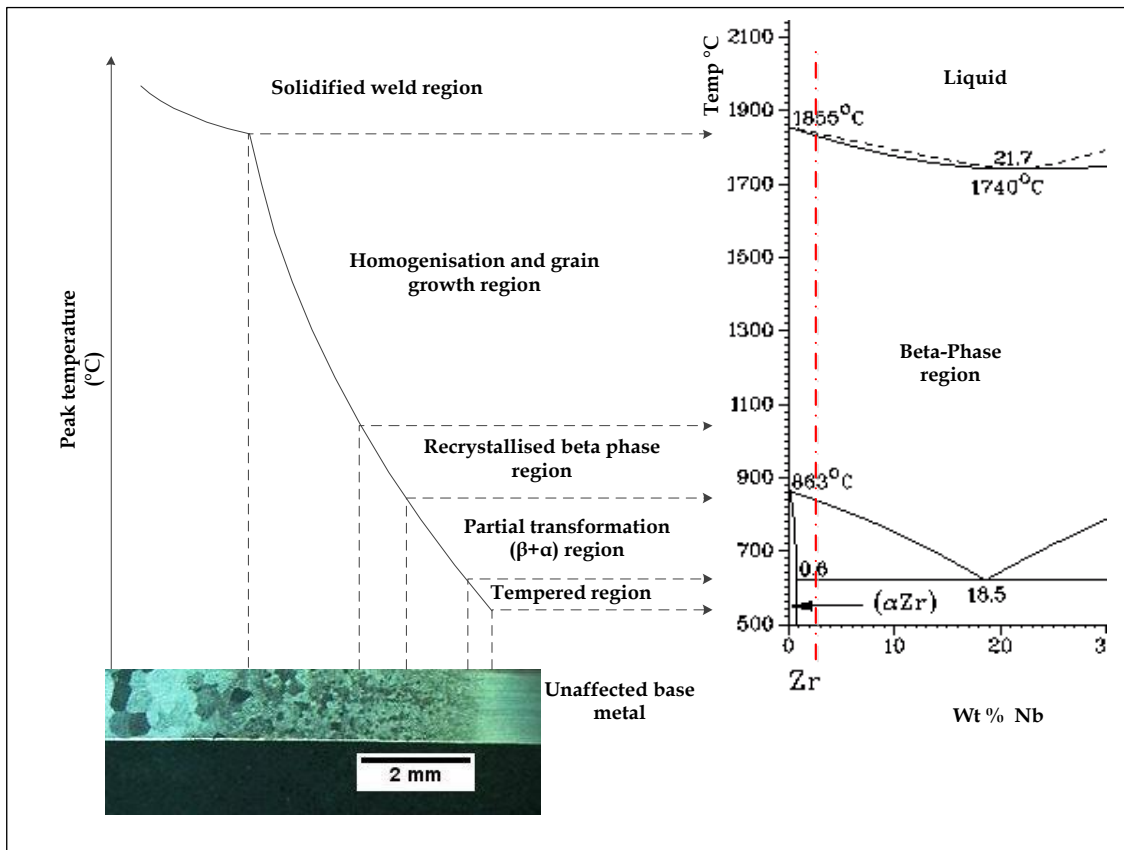 Solidified weld region
Homogenisation and grain
growth region
Recrystallised beta phase
region
Partial transformation
(β+α) region
Tempered region
Peak temperature
(°C)
Unaffected base
metal
2 mm
Temp °C
2100
1900
1700
1500
1300
1100
900
700
500
Liquid
1855°C
21.7
1740°C
Beta-Phase
region
863°C
0.6
18.5
(αZr)
0
10
20
3
Zr
Wt % Nb